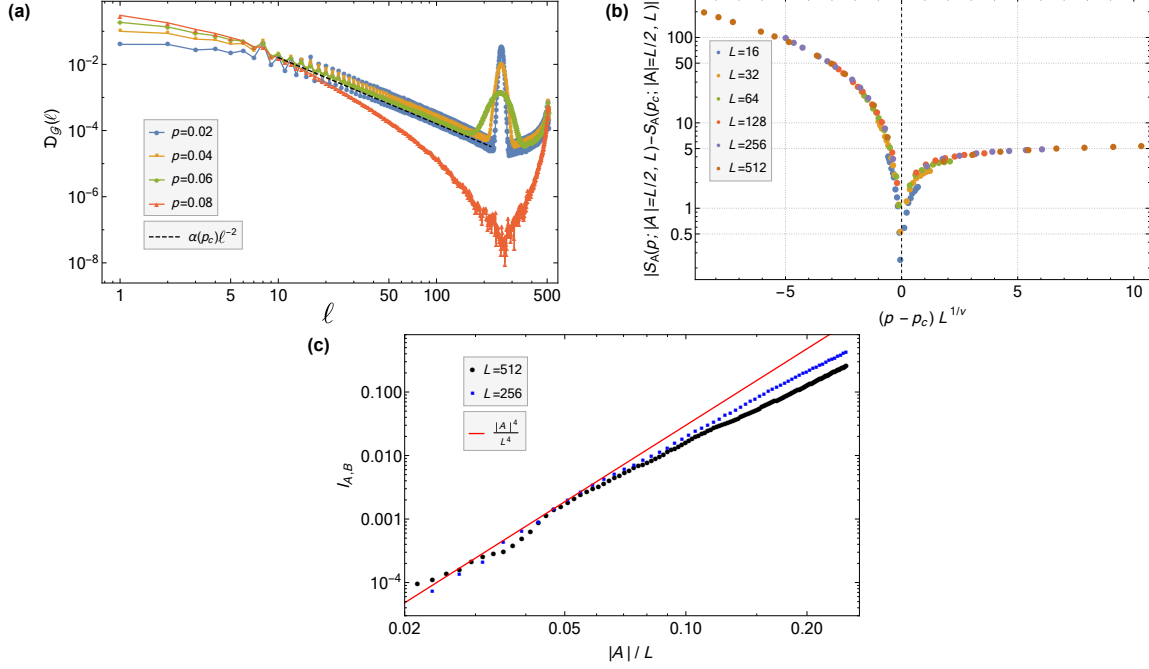 (a)
10⁻²
10⁻⁴
10⁻⁶
10⁻⁸
𝒟_𝒢(ℓ)
p=0.02
p=0.04
p=0.06
p=0.08
α(p_c)ℓ⁻²
1
5
10
50
100
500
ℓ
(b)
|S_A(p; |A|=L/2, L)−S_A(p_c; |A|=L/2, L)|
100
50
10
5
1
0.5
L=16
L=32
L=64
L=128
L=256
L=512
−5
0
5
10
(p−p_c) L^{1/ν}
(c)
I_{A,B}
0.100
0.010
0.001
10⁻⁴
L=512
L=256
|A|⁴
L⁴
0.02
0.05
0.10
0.20
|A| / L